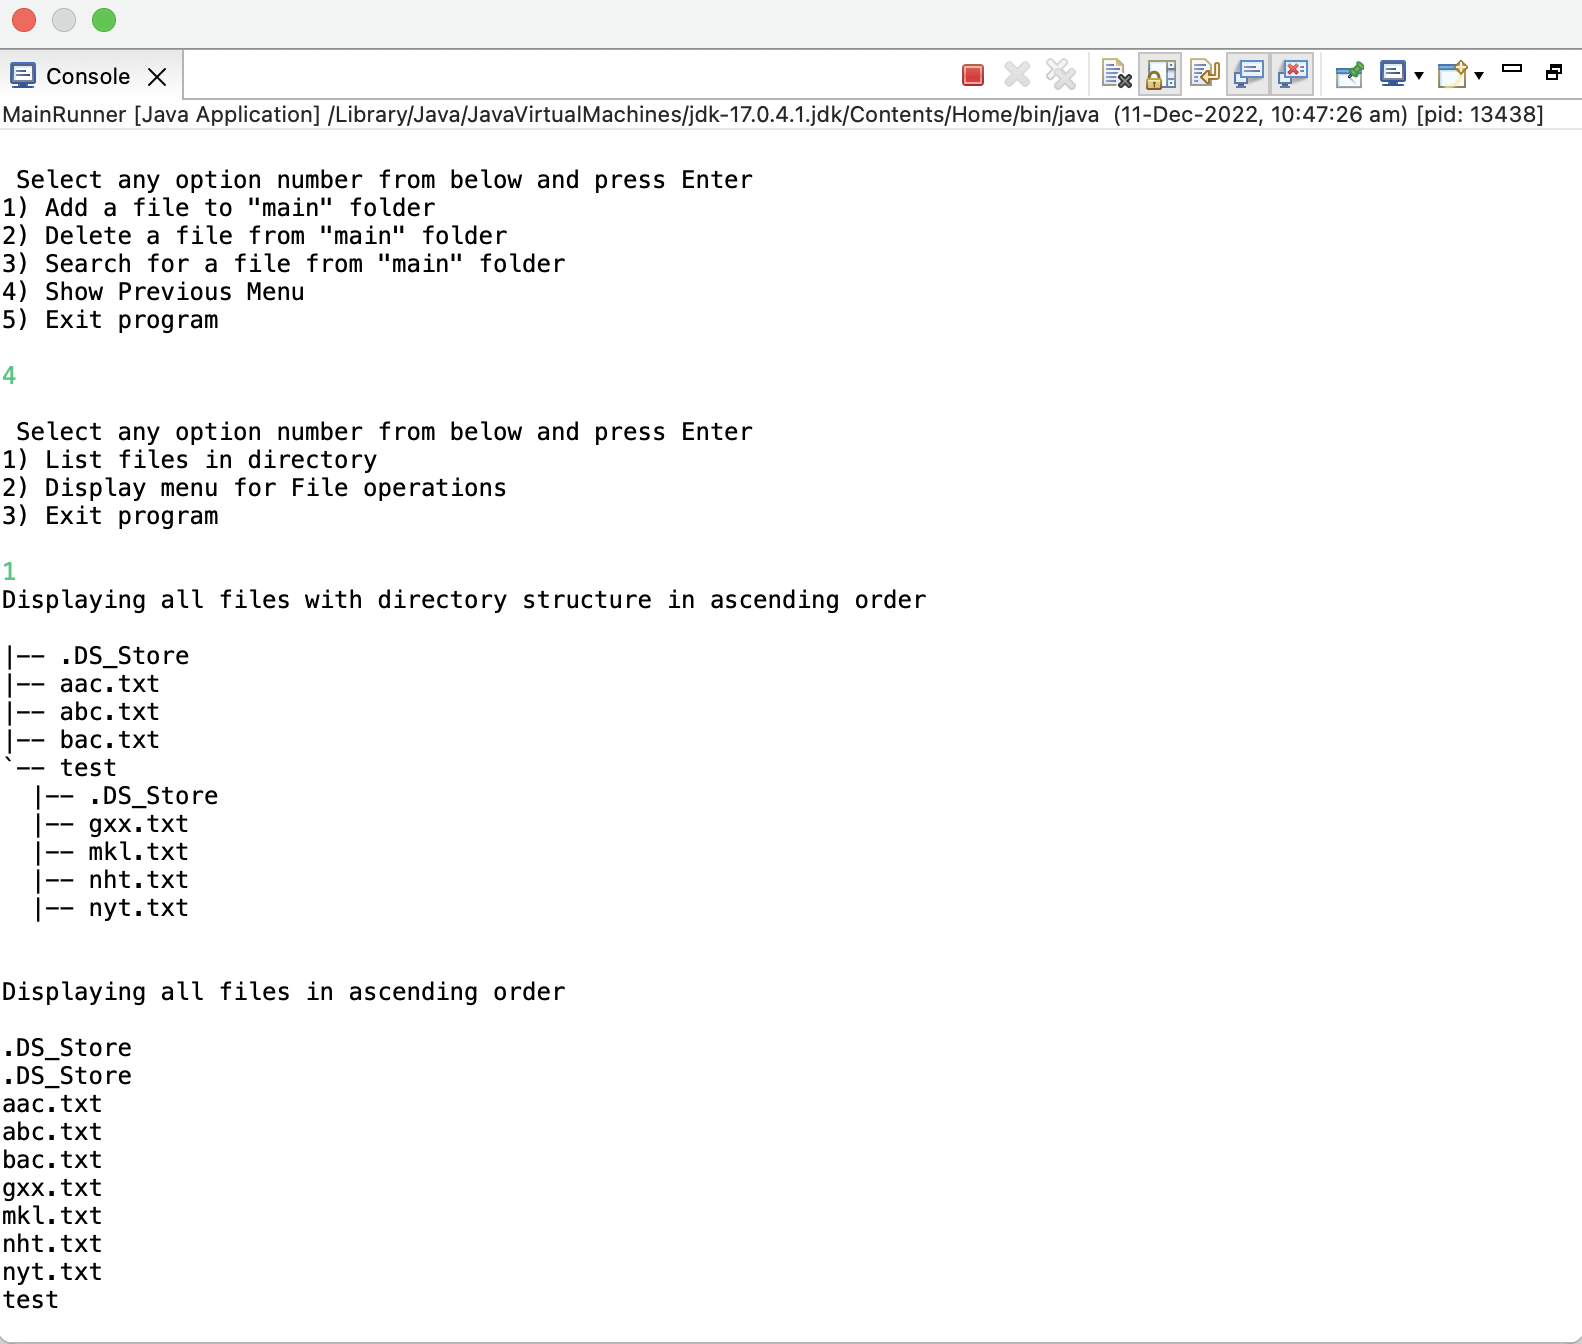 Console
MainRunner [Java Application] /Library/Java/JavaVirtualMachines/jdk-17.0.4.1.jdk/Contents/Home/bin/java (11-Dec-2022, 10:47:26 am) [pid: 13438]
Select any option number from below and press Enter
1) Add a file to "main" folder
2) Delete a file from "main" folder
3) Search for a file from "main" folder
4) Show Previous Menu
5) Exit program
4
Select any option number from below and press Enter
1) List files in directory
2) Display menu for File operations
3) Exit program
1
Displaying all files with directory structure in ascending order
|-- .DS_Store
|-- aac.txt
|-- abc.txt
|-- bac.txt
`-- test
  |-- .DS_Store
  |-- gxx.txt
  |-- mkl.txt
  |-- nht.txt
  |-- nyt.txt
Displaying all files in ascending order
.DS_Store
.DS_Store
aac.txt
abc.txt
bac.txt
gxx.txt
mkl.txt
nht.txt
nyt.txt
test